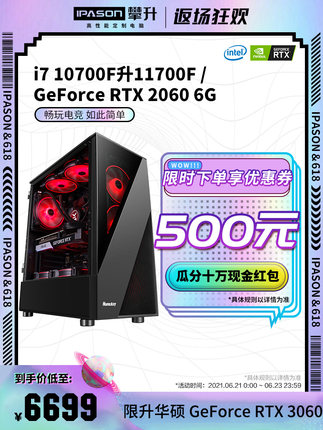 IPASON 攀升
高性能定制电脑
返场狂欢
intel
NVIDIA
GEFORCE
RTX
i7 10700F升11700F /
GeForce RTX 2060 6G
畅玩电竞 如此简单
WOW!!!
限时下单享优惠券
500元
瓜分十万现金红包
*具体规则以详情为准
GEFORCE RTX
IPASON & 618
IPASON & 618
IPASON & 618
IPASON & 618
到手价低至:
*活动时间: 2021.06.21 0:00 — 06.23 23:59
¥6699
限升华硕 GeForce RTX 3060